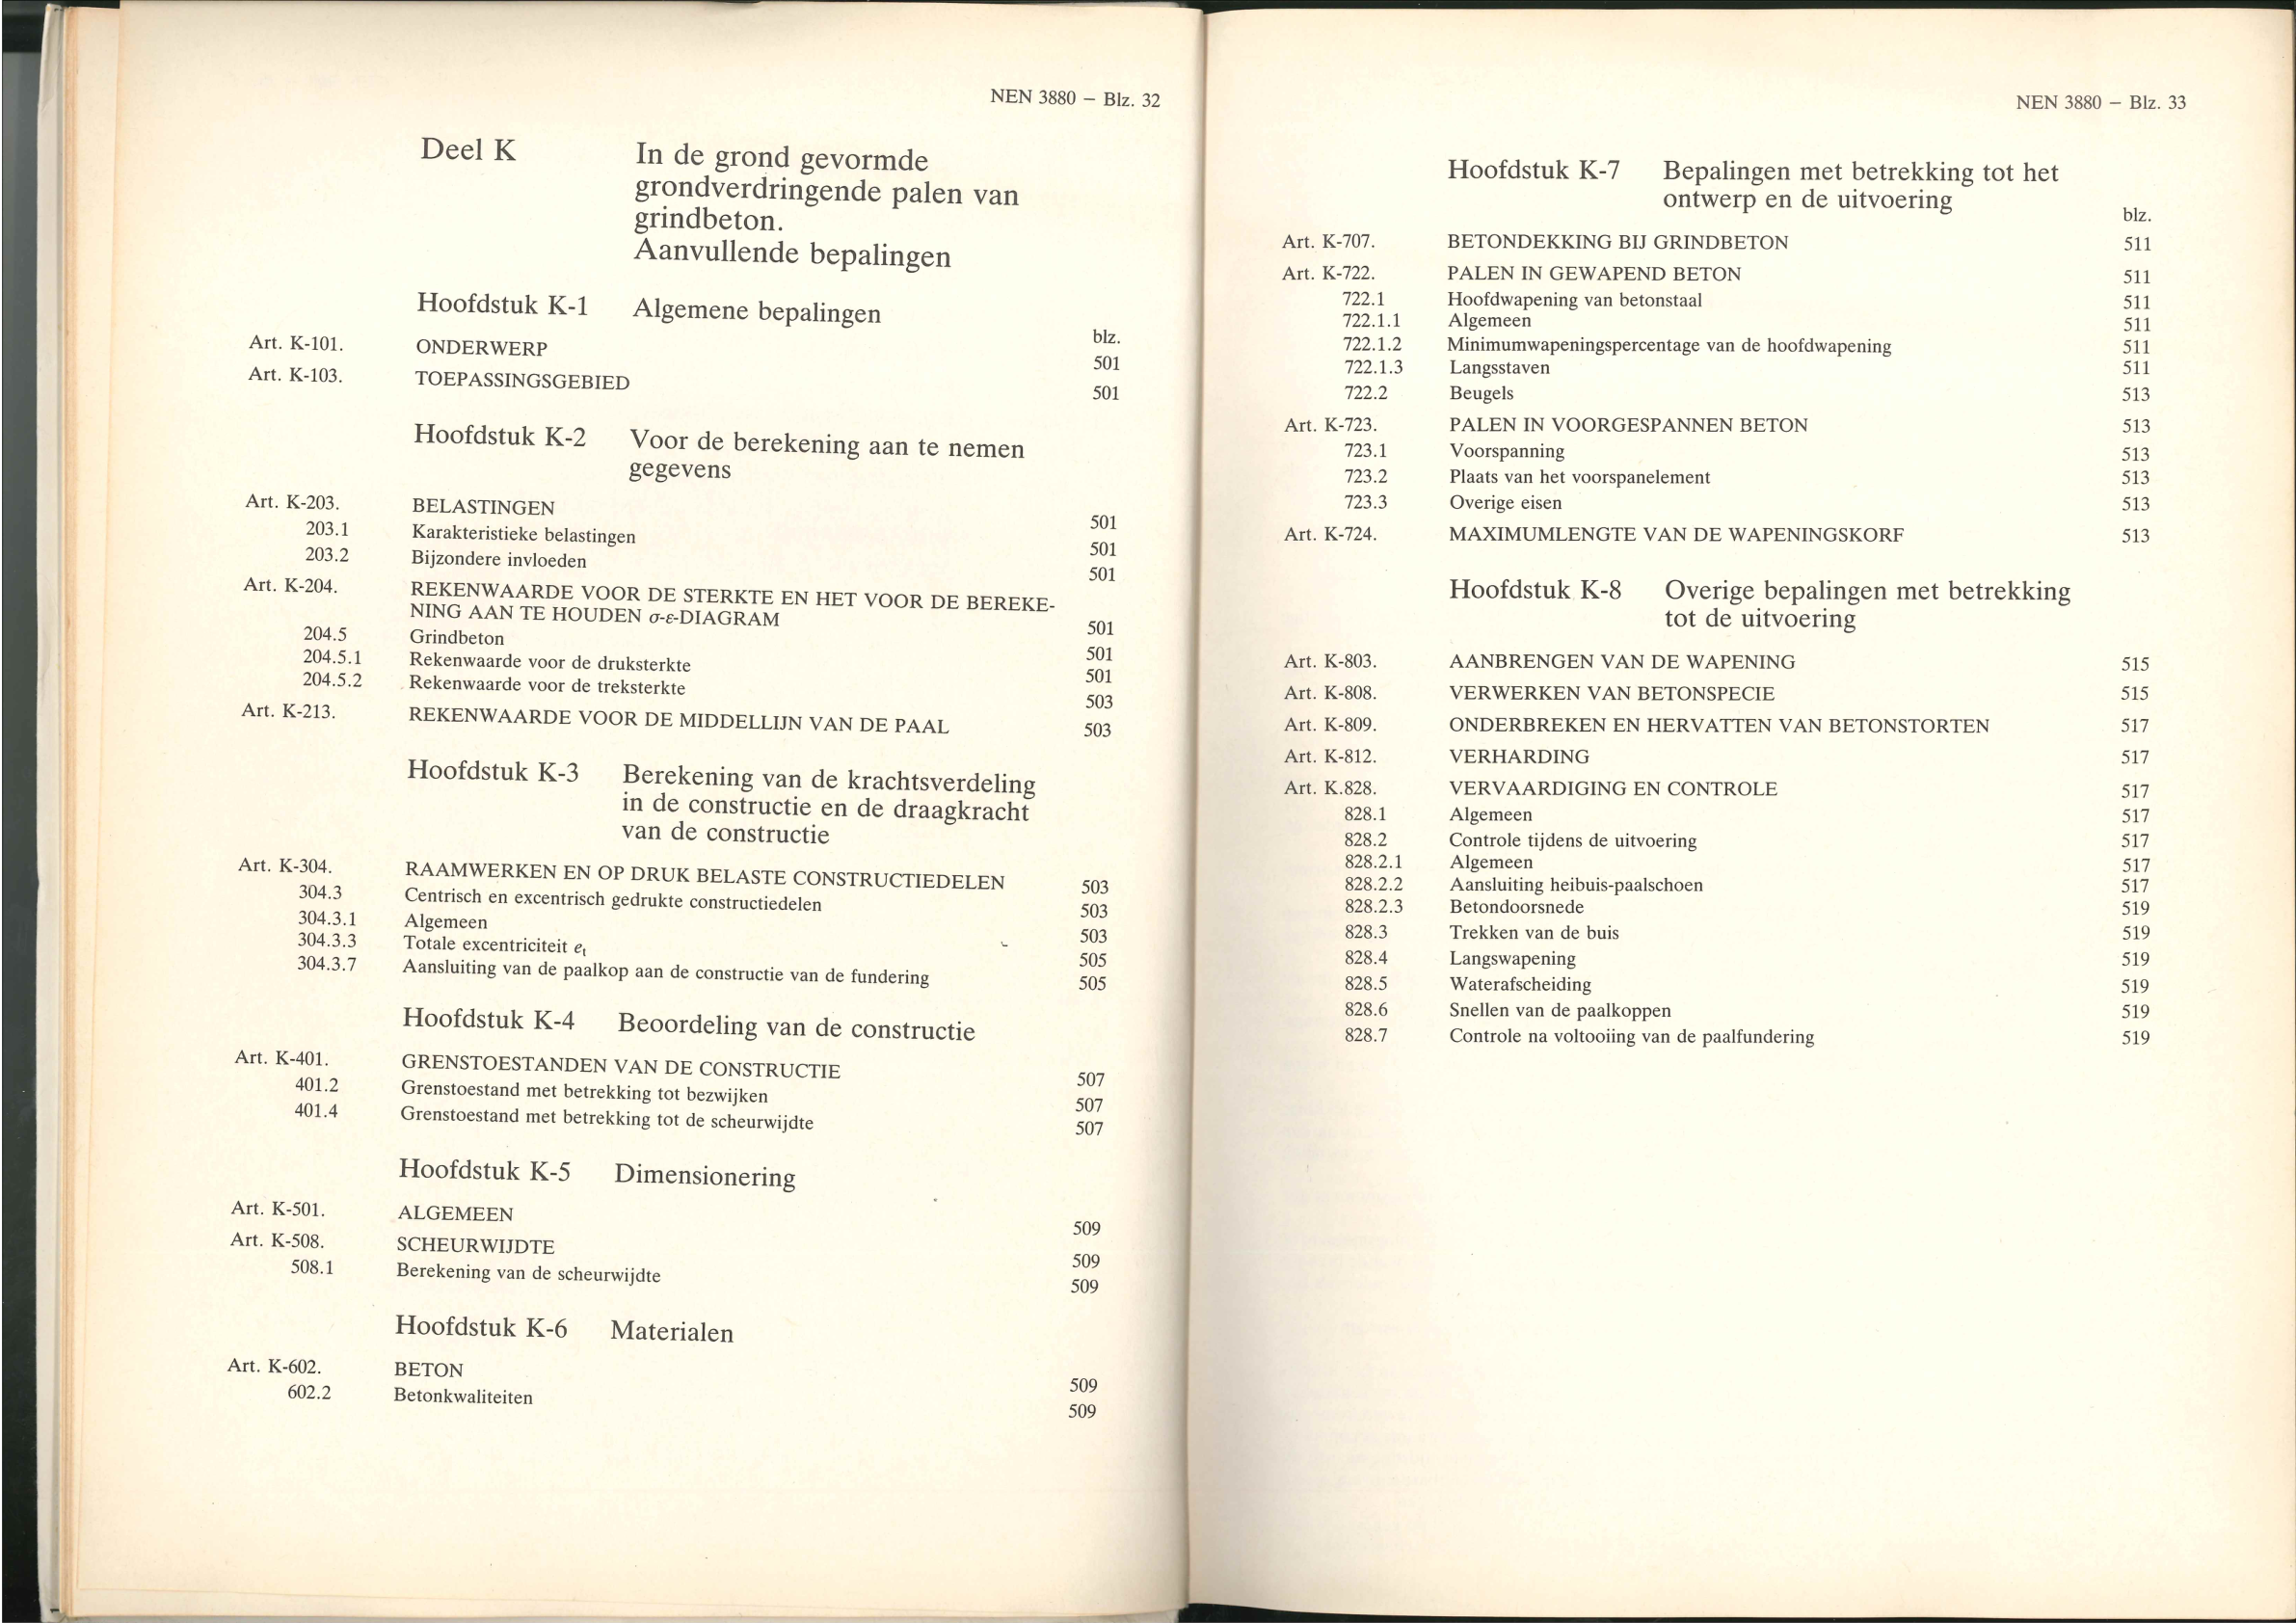 NEN 3880 – Blz. 32
Deel K In de grond gevormde
grondverdringende palen van
grindbeton.
Aanvullende bepalingen
Hoofdstuk K-1 Algemene bepalingen
blz.
Art. K-101. ONDERWERP 501
Art. K-103. TOEPASSINGSGEBIED 501
Hoofdstuk K-2 Voor de berekening aan te nemen
gegevens
Art. K-203. BELASTINGEN 501
203.1 Karakteristieke belastingen 501
203.2 Bijzondere invloeden 501
Art. K-204. REKENWAARDE VOOR DE STERKTE EN HET VOOR DE BEREKE-
NING AAN TE HOUDEN σ-ε-DIAGRAM 501
204.5 Grindbeton 501
204.5.1 Rekenwaarde voor de druksterkte 501
204.5.2 Rekenwaarde voor de treksterkte 503
Art. K-213. REKENWAARDE VOOR DE MIDDELLIJN VAN DE PAAL 503
Hoofdstuk K-3 Berekening van de krachtsverdeling
in de constructie en de draagkracht
van de constructie
Art. K-304. RAAMWERKEN EN OP DRUK BELASTE CONSTRUCTIEDELEN 503
304.3 Centrisch en excentrisch gedrukte constructiedelen 503
304.3.1 Algemeen 503
304.3.3 Totale excentriciteit eₜ 505
304.3.7 Aansluiting van de paalkop aan de constructie van de fundering 505
Hoofdstuk K-4 Beoordeling van de constructie
Art. K-401. GRENSTOESTANDEN VAN DE CONSTRUCTIE 507
401.2 Grenstoestand met betrekking tot bezwijken 507
401.4 Grenstoestand met betrekking tot de scheurwijdte 507
Hoofdstuk K-5 Dimensionering
Art. K-501. ALGEMEEN 509
Art. K-508. SCHEURWIJDTE 509
508.1 Berekening van de scheurwijdte 509
Hoofdstuk K-6 Materialen
Art. K-602. BETON 509
602.2 Betonkwaliteiten 509
NEN 3880 – Blz. 33
Hoofdstuk K-7 Bepalingen met betrekking tot het
ontwerp en de uitvoering
blz.
Art. K-707. BETONDEKKING BIJ GRINDBETON 511
Art. K-722. PALEN IN GEWAPEND BETON 511
722.1 Hoofdwapening van betonstaal 511
722.1.1 Algemeen 511
722.1.2 Minimumwapeningspercentage van de hoofdwapening 511
722.1.3 Langsstaven 511
722.2 Beugels 513
Art. K-723. PALEN IN VOORGESPANNEN BETON 513
723.1 Voorspanning 513
723.2 Plaats van het voorspanelement 513
723.3 Overige eisen 513
Art. K-724. MAXIMUMLENGTE VAN DE WAPENINGSKORF 513
Hoofdstuk K-8 Overige bepalingen met betrekking
tot de uitvoering
Art. K-803. AANBRENGEN VAN DE WAPENING 515
Art. K-808. VERWERKEN VAN BETONSPECIE 515
Art. K-809. ONDERBREKEN EN HERVATTEN VAN BETONSTORTEN 517
Art. K-812. VERHARDING 517
Art. K.828. VERVAARDIGING EN CONTROLE 517
828.1 Algemeen 517
828.2 Controle tijdens de uitvoering 517
828.2.1 Algemeen 517
828.2.2 Aansluiting heibuis-paalschoen 517
828.2.3 Betondoorsnede 519
828.3 Trekken van de buis 519
828.4 Langswapening 519
828.5 Waterafscheiding 519
828.6 Snellen van de paalkoppen 519
828.7 Controle na voltooiing van de paalfundering 519